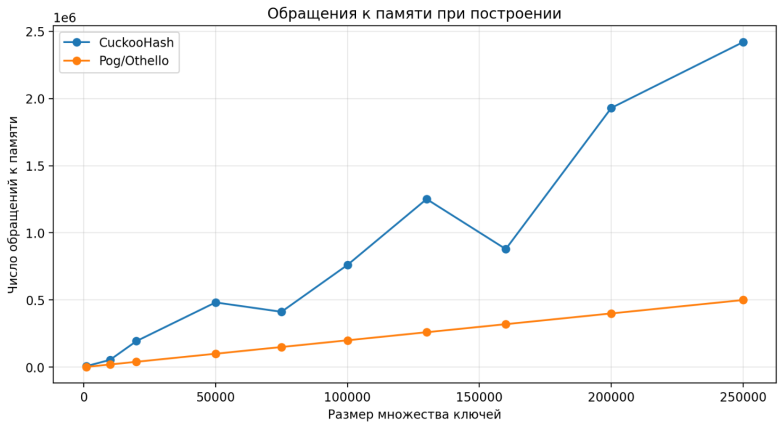 Обращения к памяти при построении
1e6
CuckooHash
Pog/Othello
2.5
2.0
1.5
1.0
0.5
0.0
Число обращений к памяти
0 50000 100000 150000 200000 250000
Размер множества ключей